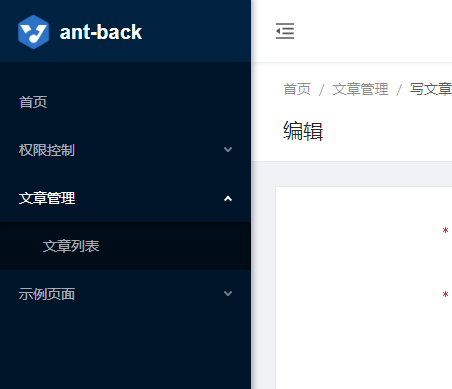 ant-back
首页
权限控制
文章管理
文章列表
示例页面
首页 / 文章管理 / 写文章
编辑
*
*